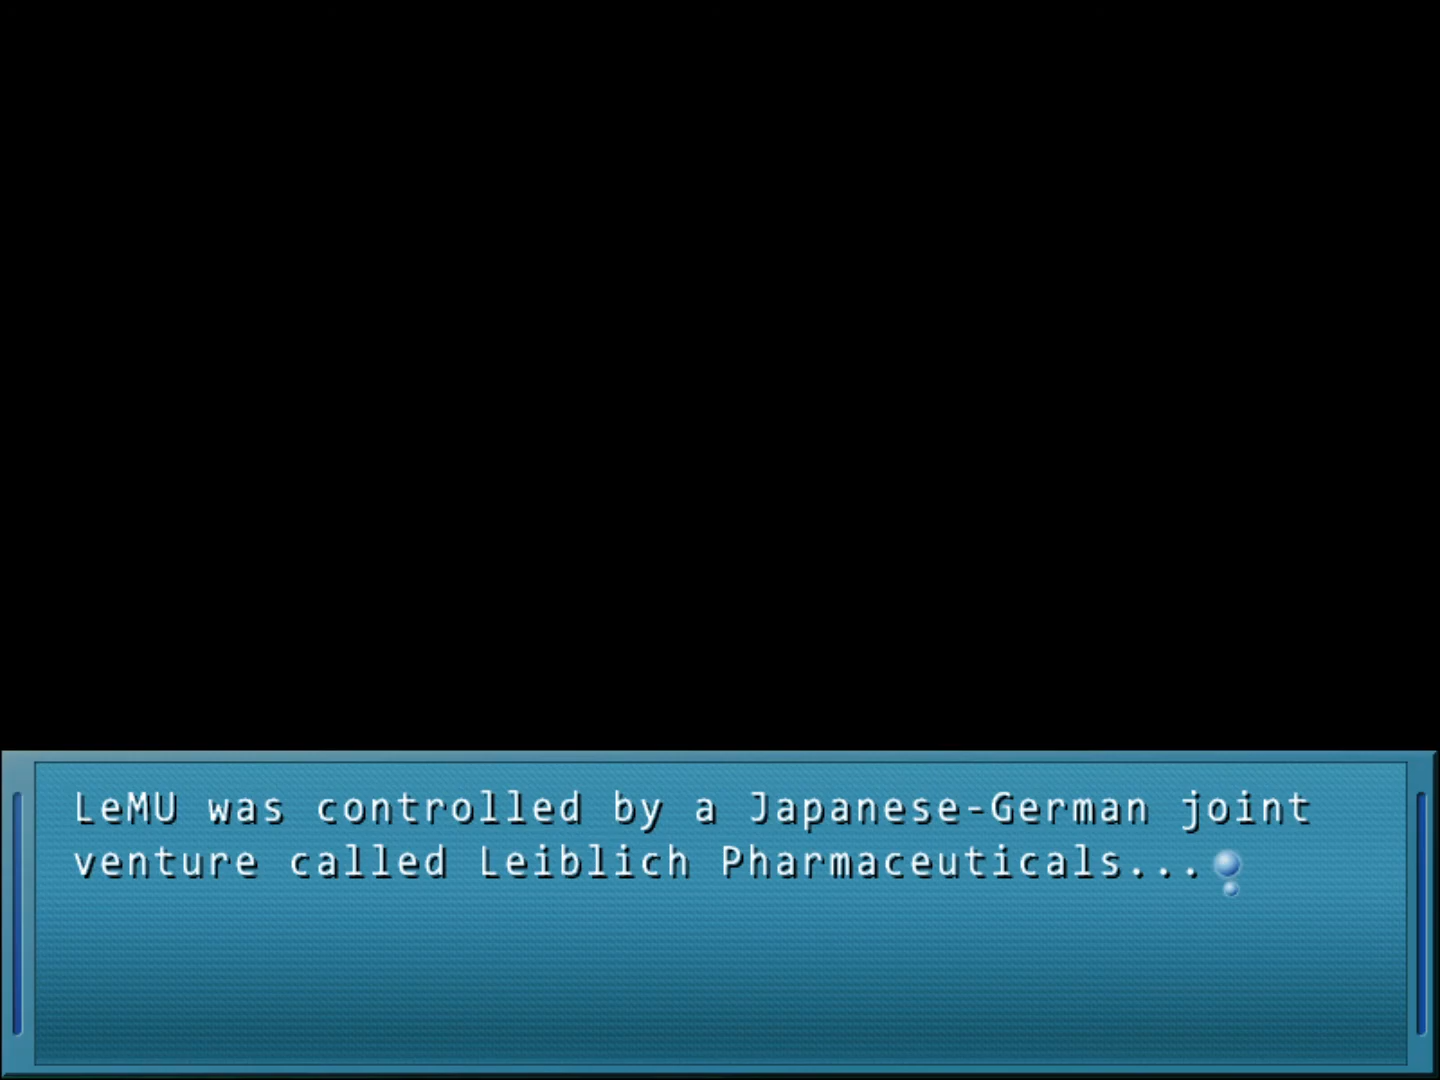 LeMU was controlled by a Japanese-German joint
venture called Leiblich Pharmaceuticals...